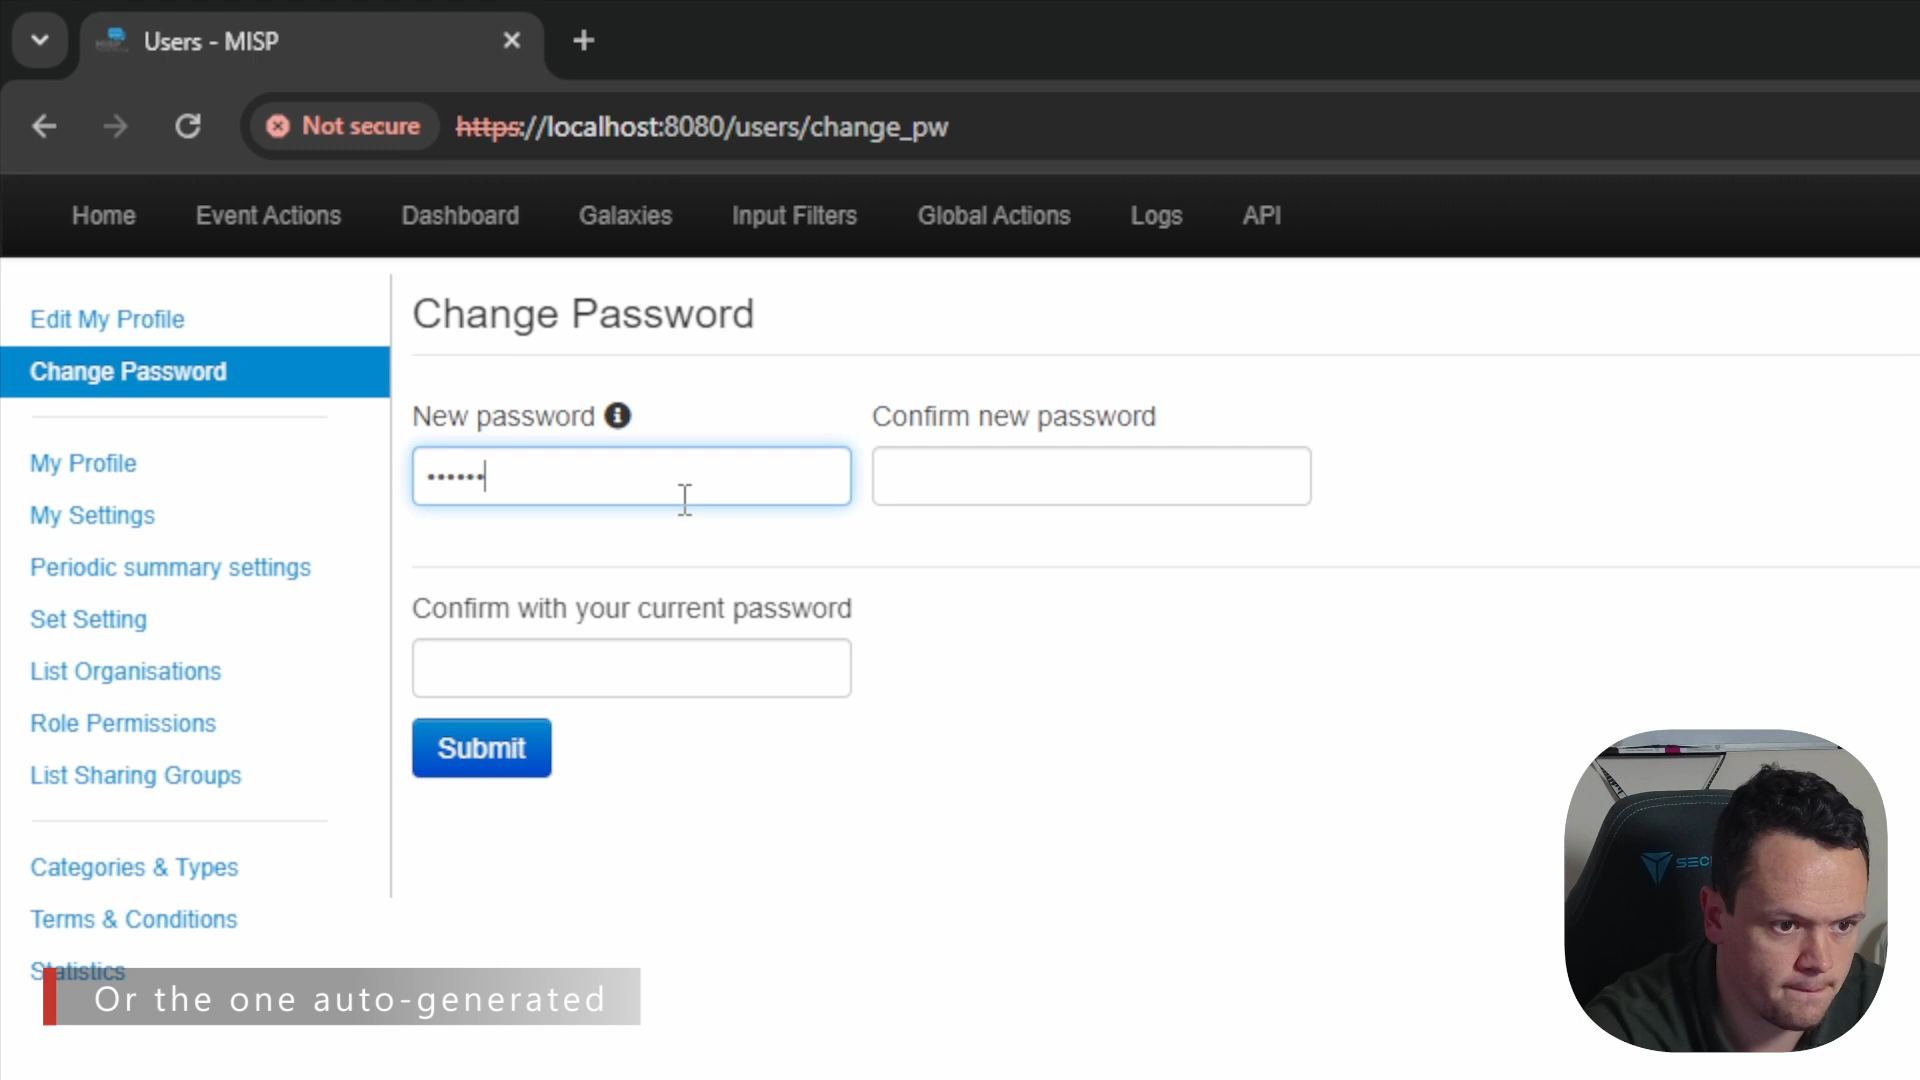 Users - MISP
Not secure
https://localhost:8080/users/change_pw
Home Event Actions Dashboard Galaxies Input Filters Global Actions Logs API
Edit My Profile
Change Password
My Profile
My Settings
Periodic summary settings
Set Setting
List Organisations
Role Permissions
List Sharing Groups
Categories & Types
Terms & Conditions
Statistics
Change Password
New password
Confirm new password
••••••
Confirm with your current password
Submit
Or the one auto-generated